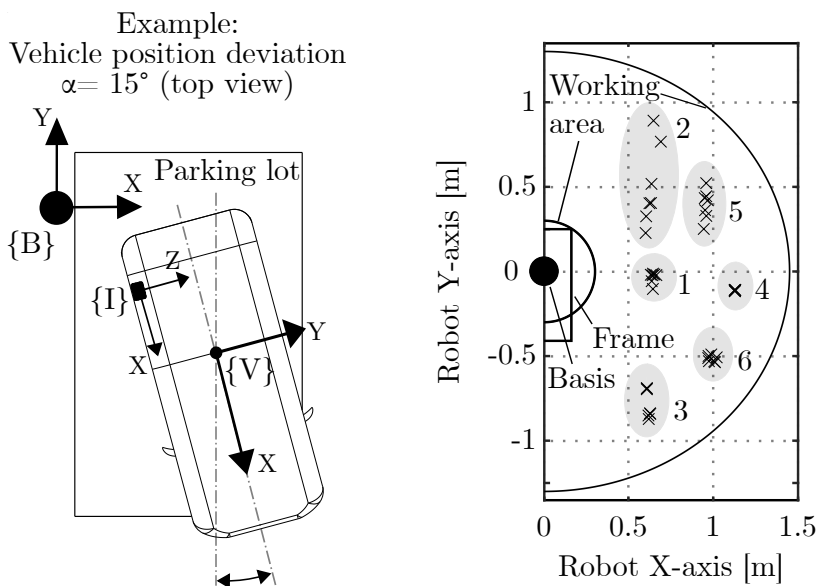 Example:
Vehicle position deviation
α= 15° (top view)
Y
Parking lot
X
{B}
Z
{I}
X
Y
{V}
X
Robot Y-axis [m]
1
0.5
0
-0.5
-1
Working
area
2
5
1
4
Frame
Basis
6
3
0
0.5
1
1.5
Robot X-axis [m]